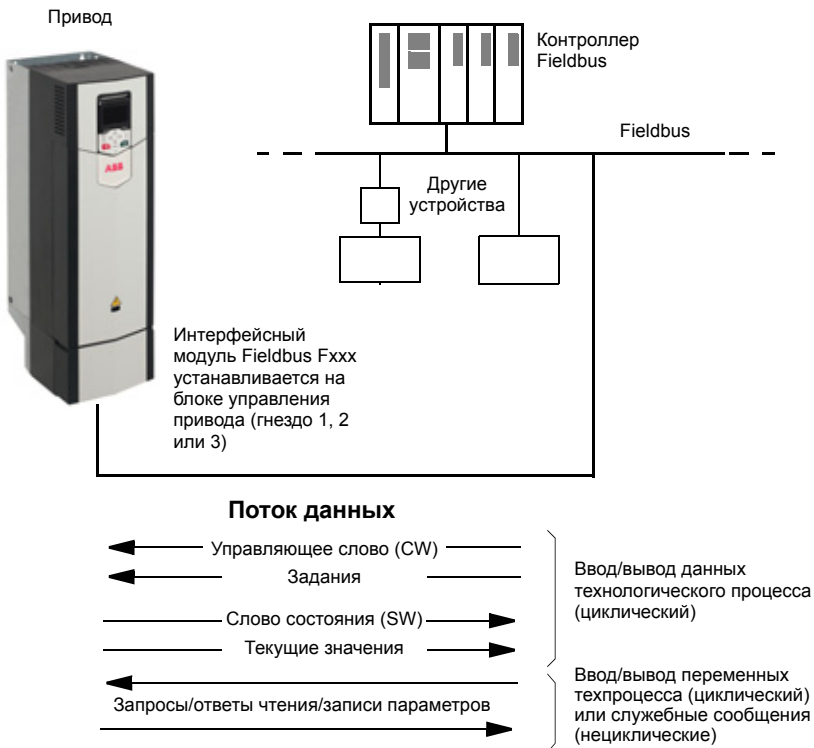 Привод
Контроллер
Fieldbus
Fieldbus
Другие
устройства
ABB
Интерфейсный
модуль Fieldbus Fxxx
устанавливается на
блоке управления
привода (гнездо 1, 2
или 3)
Поток данных
Управляющее слово (CW)
Задания
Слово состояния (SW)
Текущие значения
Ввод/вывод данных
технологического процесса
(циклический)
Запросы/ответы чтения/записи параметров
Ввод/вывод переменных
техпроцесса (циклический)
или служебные сообщения
(нециклические)